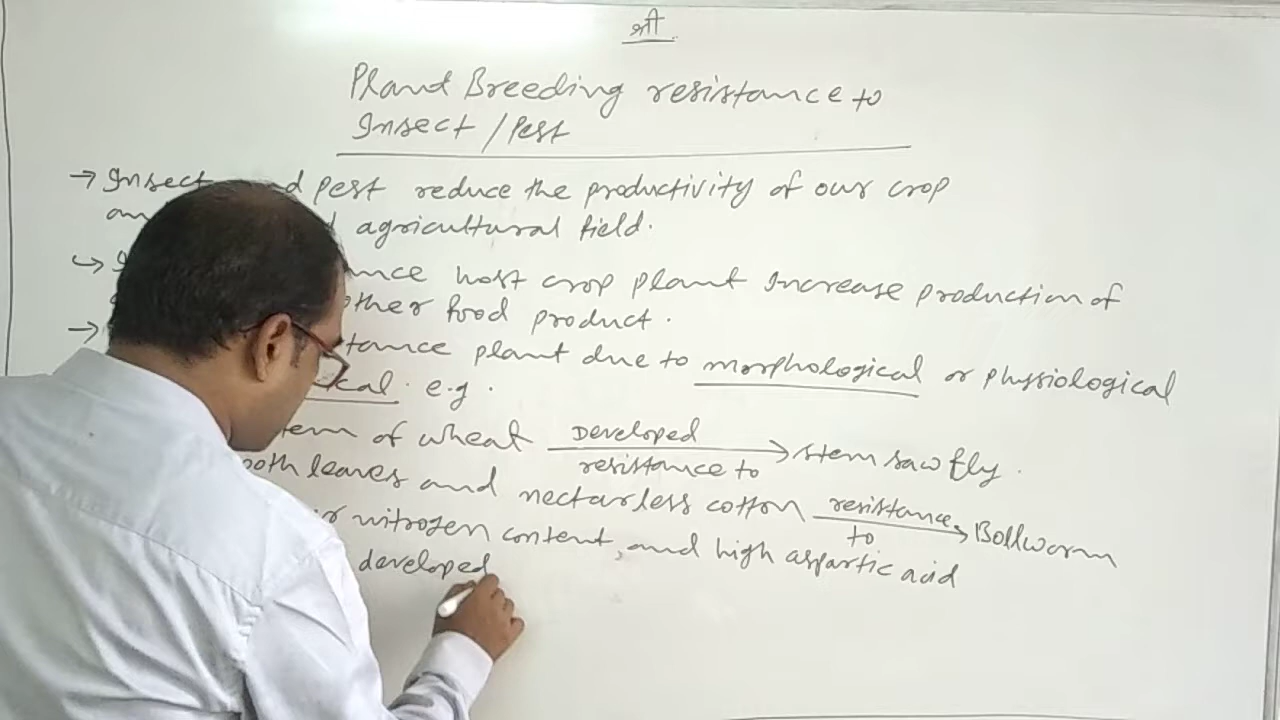 श्री
Plant Breeding resistance to
Insect / Pest
→ Insect and pest reduce the productivity of our crop
agricultural field.
host crop plant Increase production of
other food product.
plant due to morphological or physiological
e.g.
of wheat Developed resistance to → stem saw fly.
leaves and nectarless cotton resistance to → Bollworm
nitrogen content, and high aspartic acid
developed